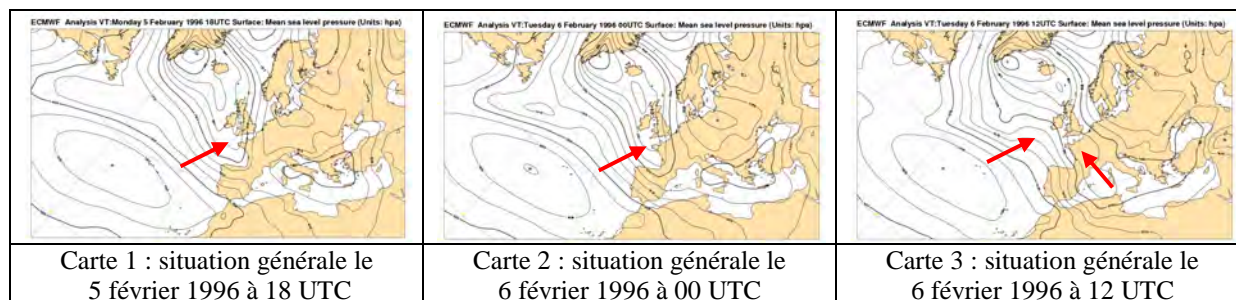 ECMWF Analysis VT:Monday 5 February 1996 18UTC Surface: Mean sea level pressure (Units: hpa)
ECMWF Analysis VT:Tuesday 6 February 1996 00UTC Surface: Mean sea level pressure (Units: hpa)
ECMWF Analysis VT:Tuesday 6 February 1996 12UTC Surface: Mean sea level pressure (Units: hpa)
Carte 1 : situation générale le
5 février 1996 à 18 UTC
Carte 2 : situation générale le
6 février 1996 à 00 UTC
Carte 3 : situation générale le
6 février 1996 à 12 UTC